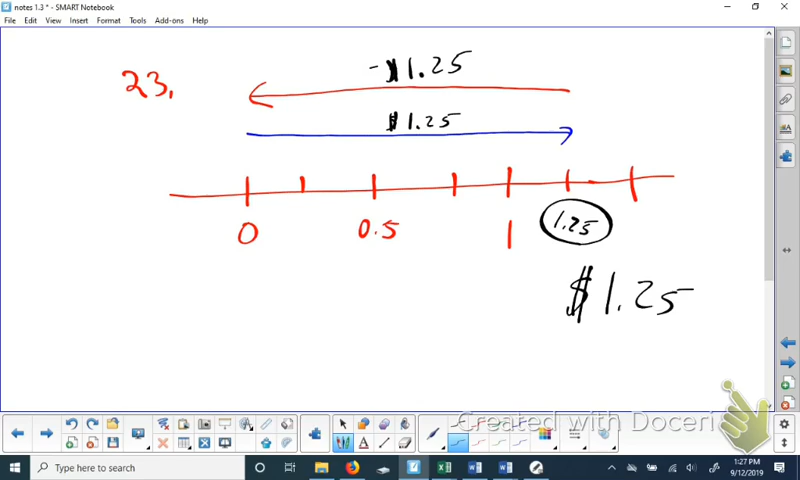 notes 1.3 * - SMART Notebook
File Edit View Insert Format Tools Add-ons Help
23.
-$1.25
$1.25
0 0.5 1 1.25
$1.25
Created with Doceri
Type here to search
1:27 PM
9/12/2019